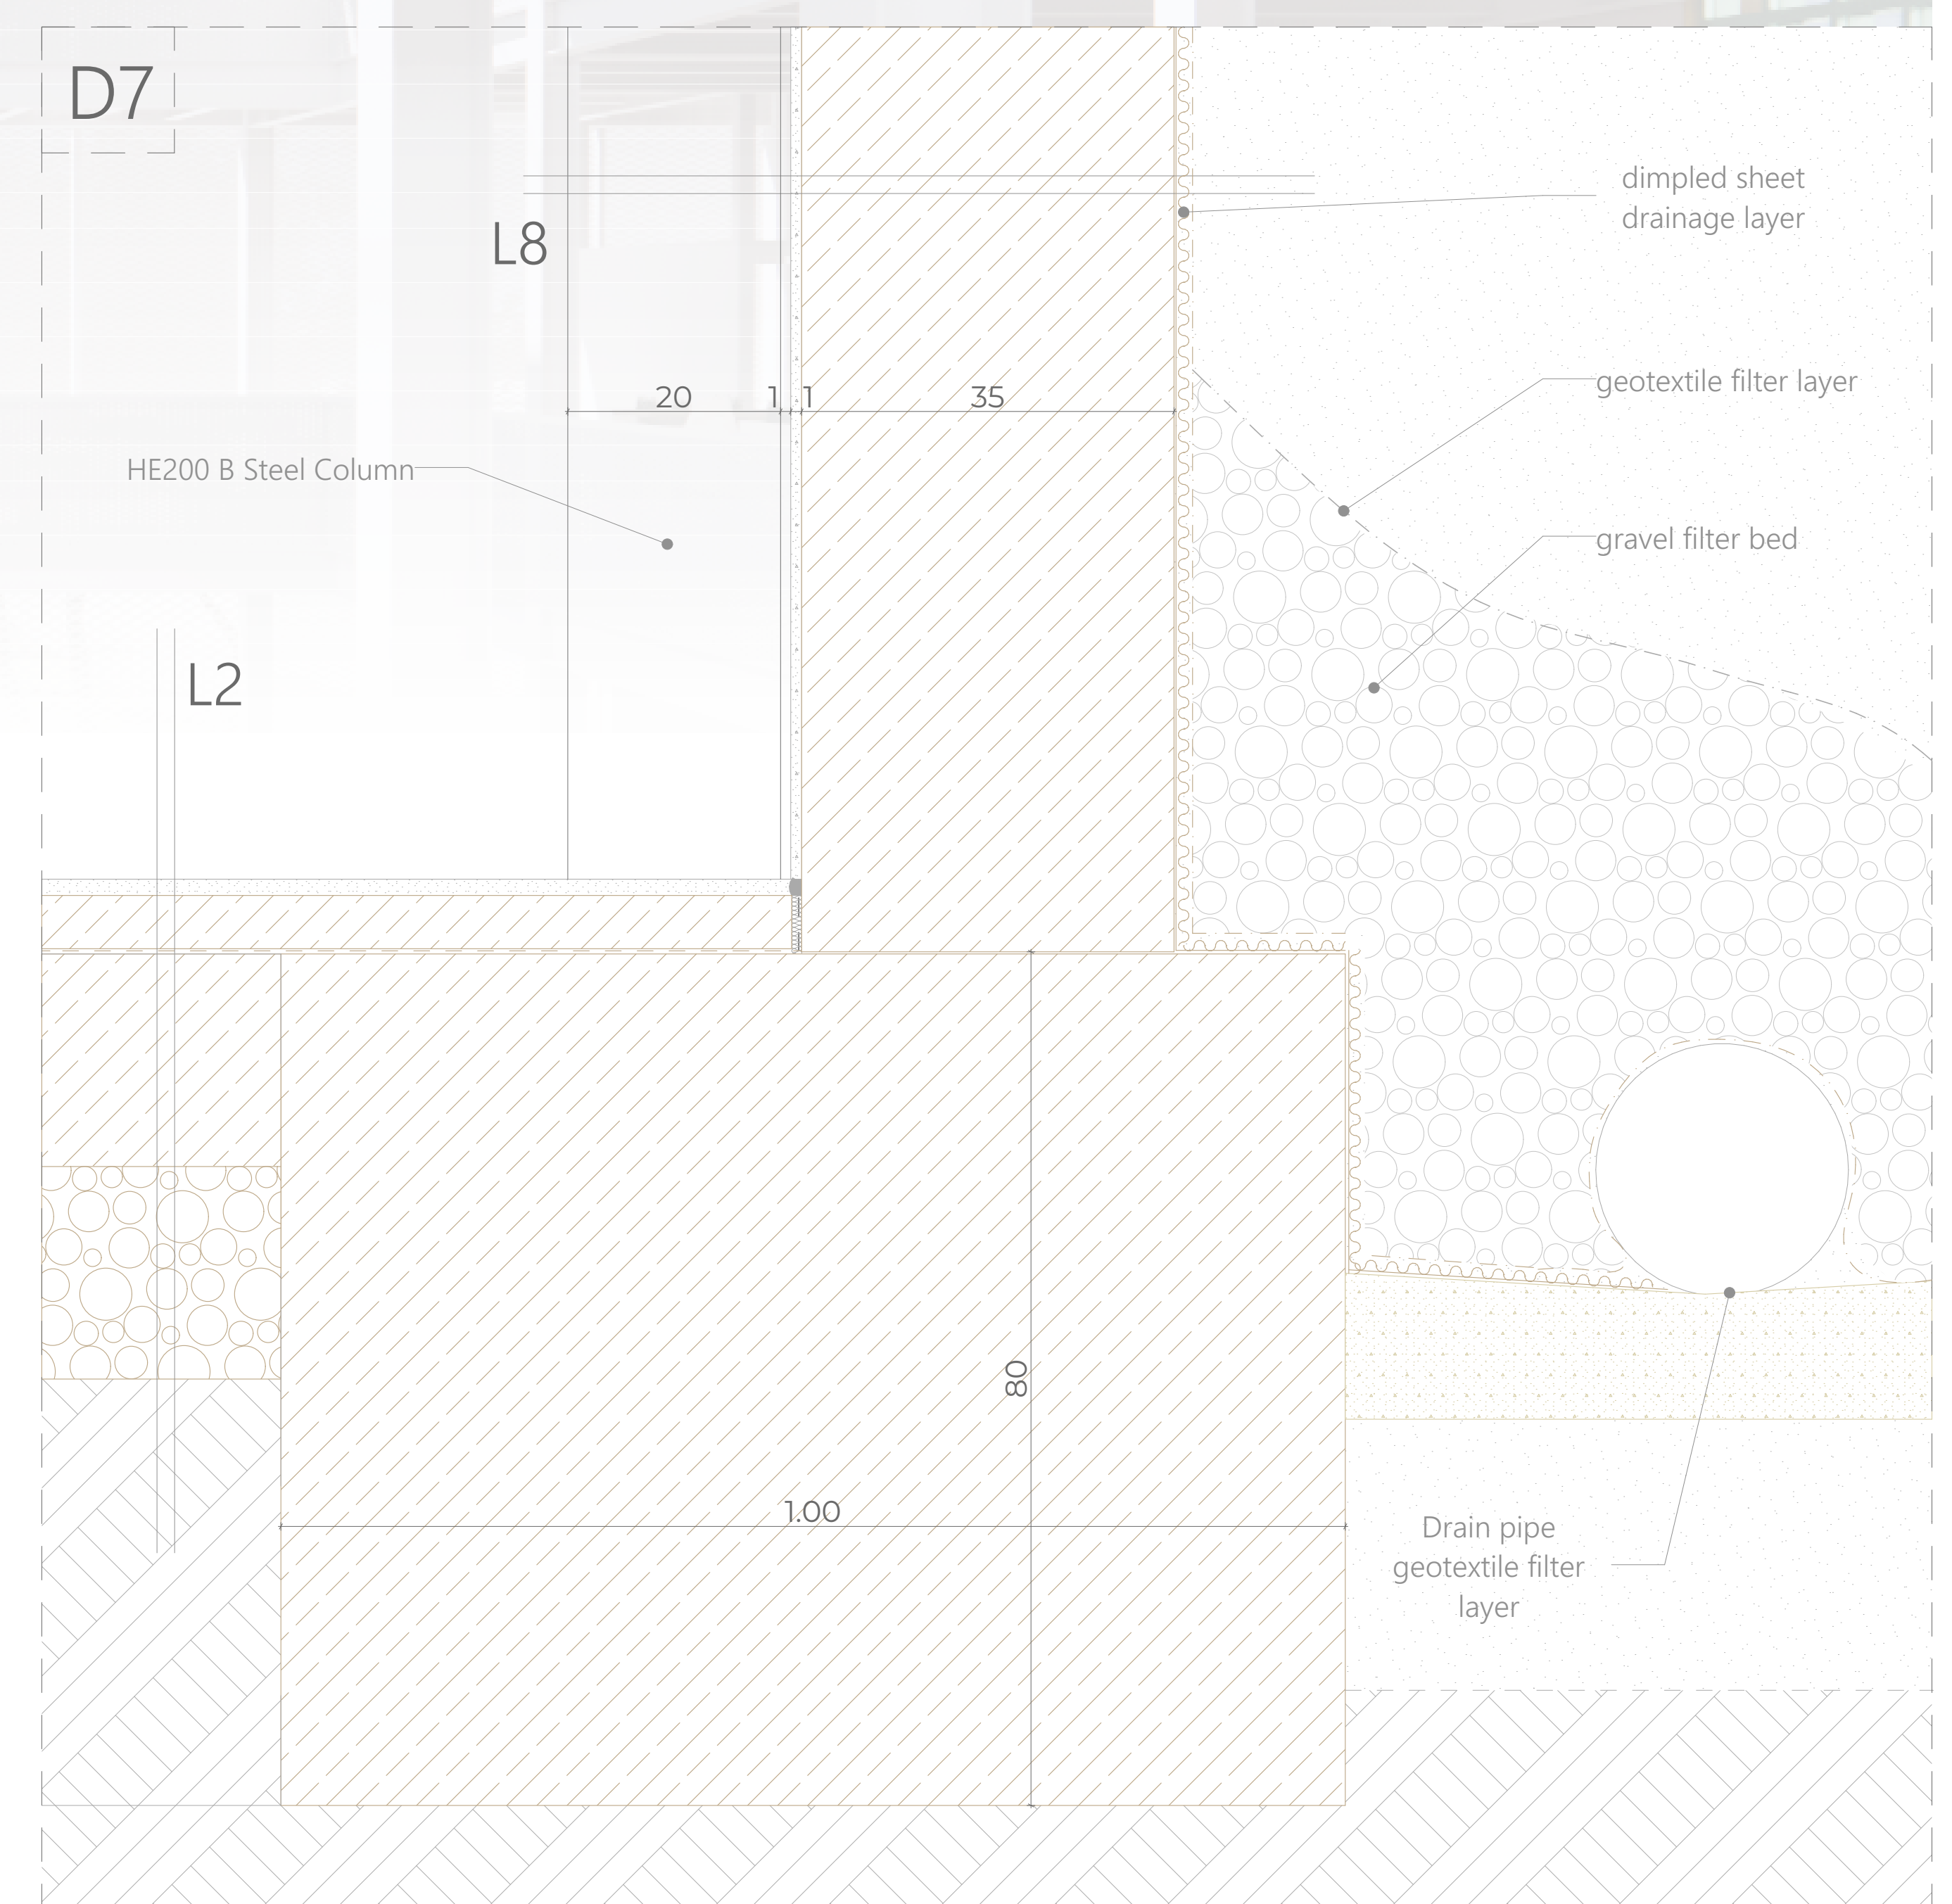 D7
dimpled sheet
drainage layer
L8
geotextile filter layer
20 1 1 35
HE200 B Steel Column
gravel filter bed
L2
80
1.00
Drain pipe
geotextile filter
layer